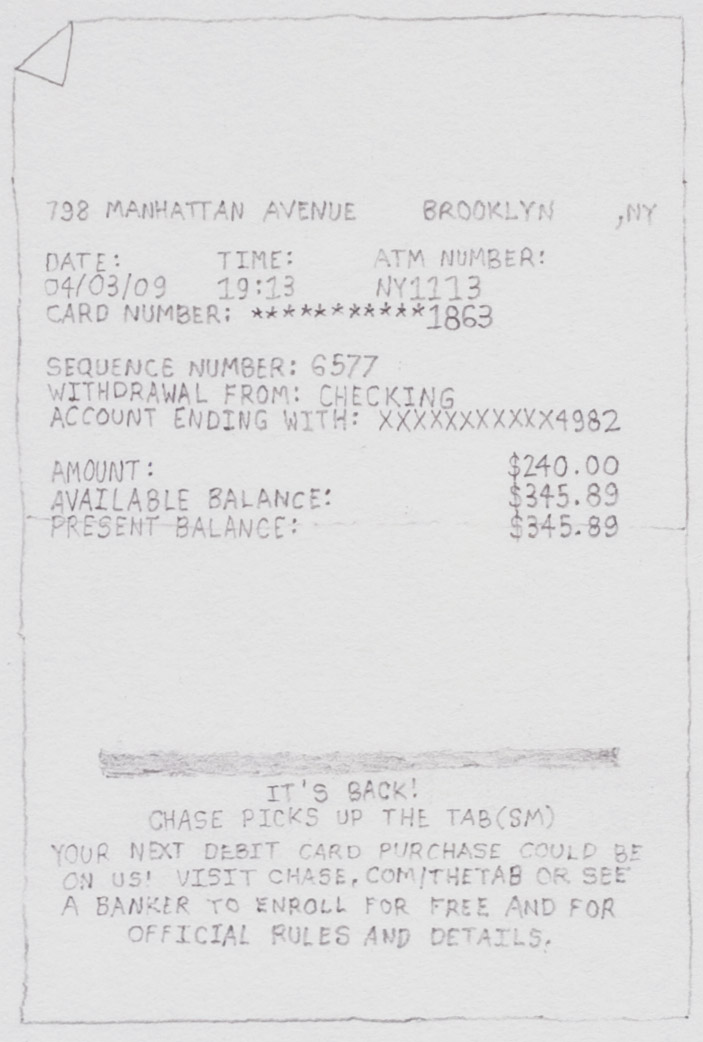 798 MANHATTAN AVENUE BROOKLYN ,NY
DATE: TIME: ATM NUMBER:
04/03/09 19:13 NY1113
CARD NUMBER: ***********1863
SEQUENCE NUMBER: 6577
WITHDRAWAL FROM: CHECKING
ACCOUNT ENDING WITH: XXXXXXXXXXX4982
AMOUNT: $240.00
AVAILABLE BALANCE: $345.89
PRESENT BALANCE: $345.89
IT'S BACK!
CHASE PICKS UP THE TAB(SM)
YOUR NEXT DEBIT CARD PURCHASE COULD BE
ON US! VISIT CHASE.COM/THETAB OR SEE
A BANKER TO ENROLL FOR FREE AND FOR
OFFICIAL RULES AND DETAILS.